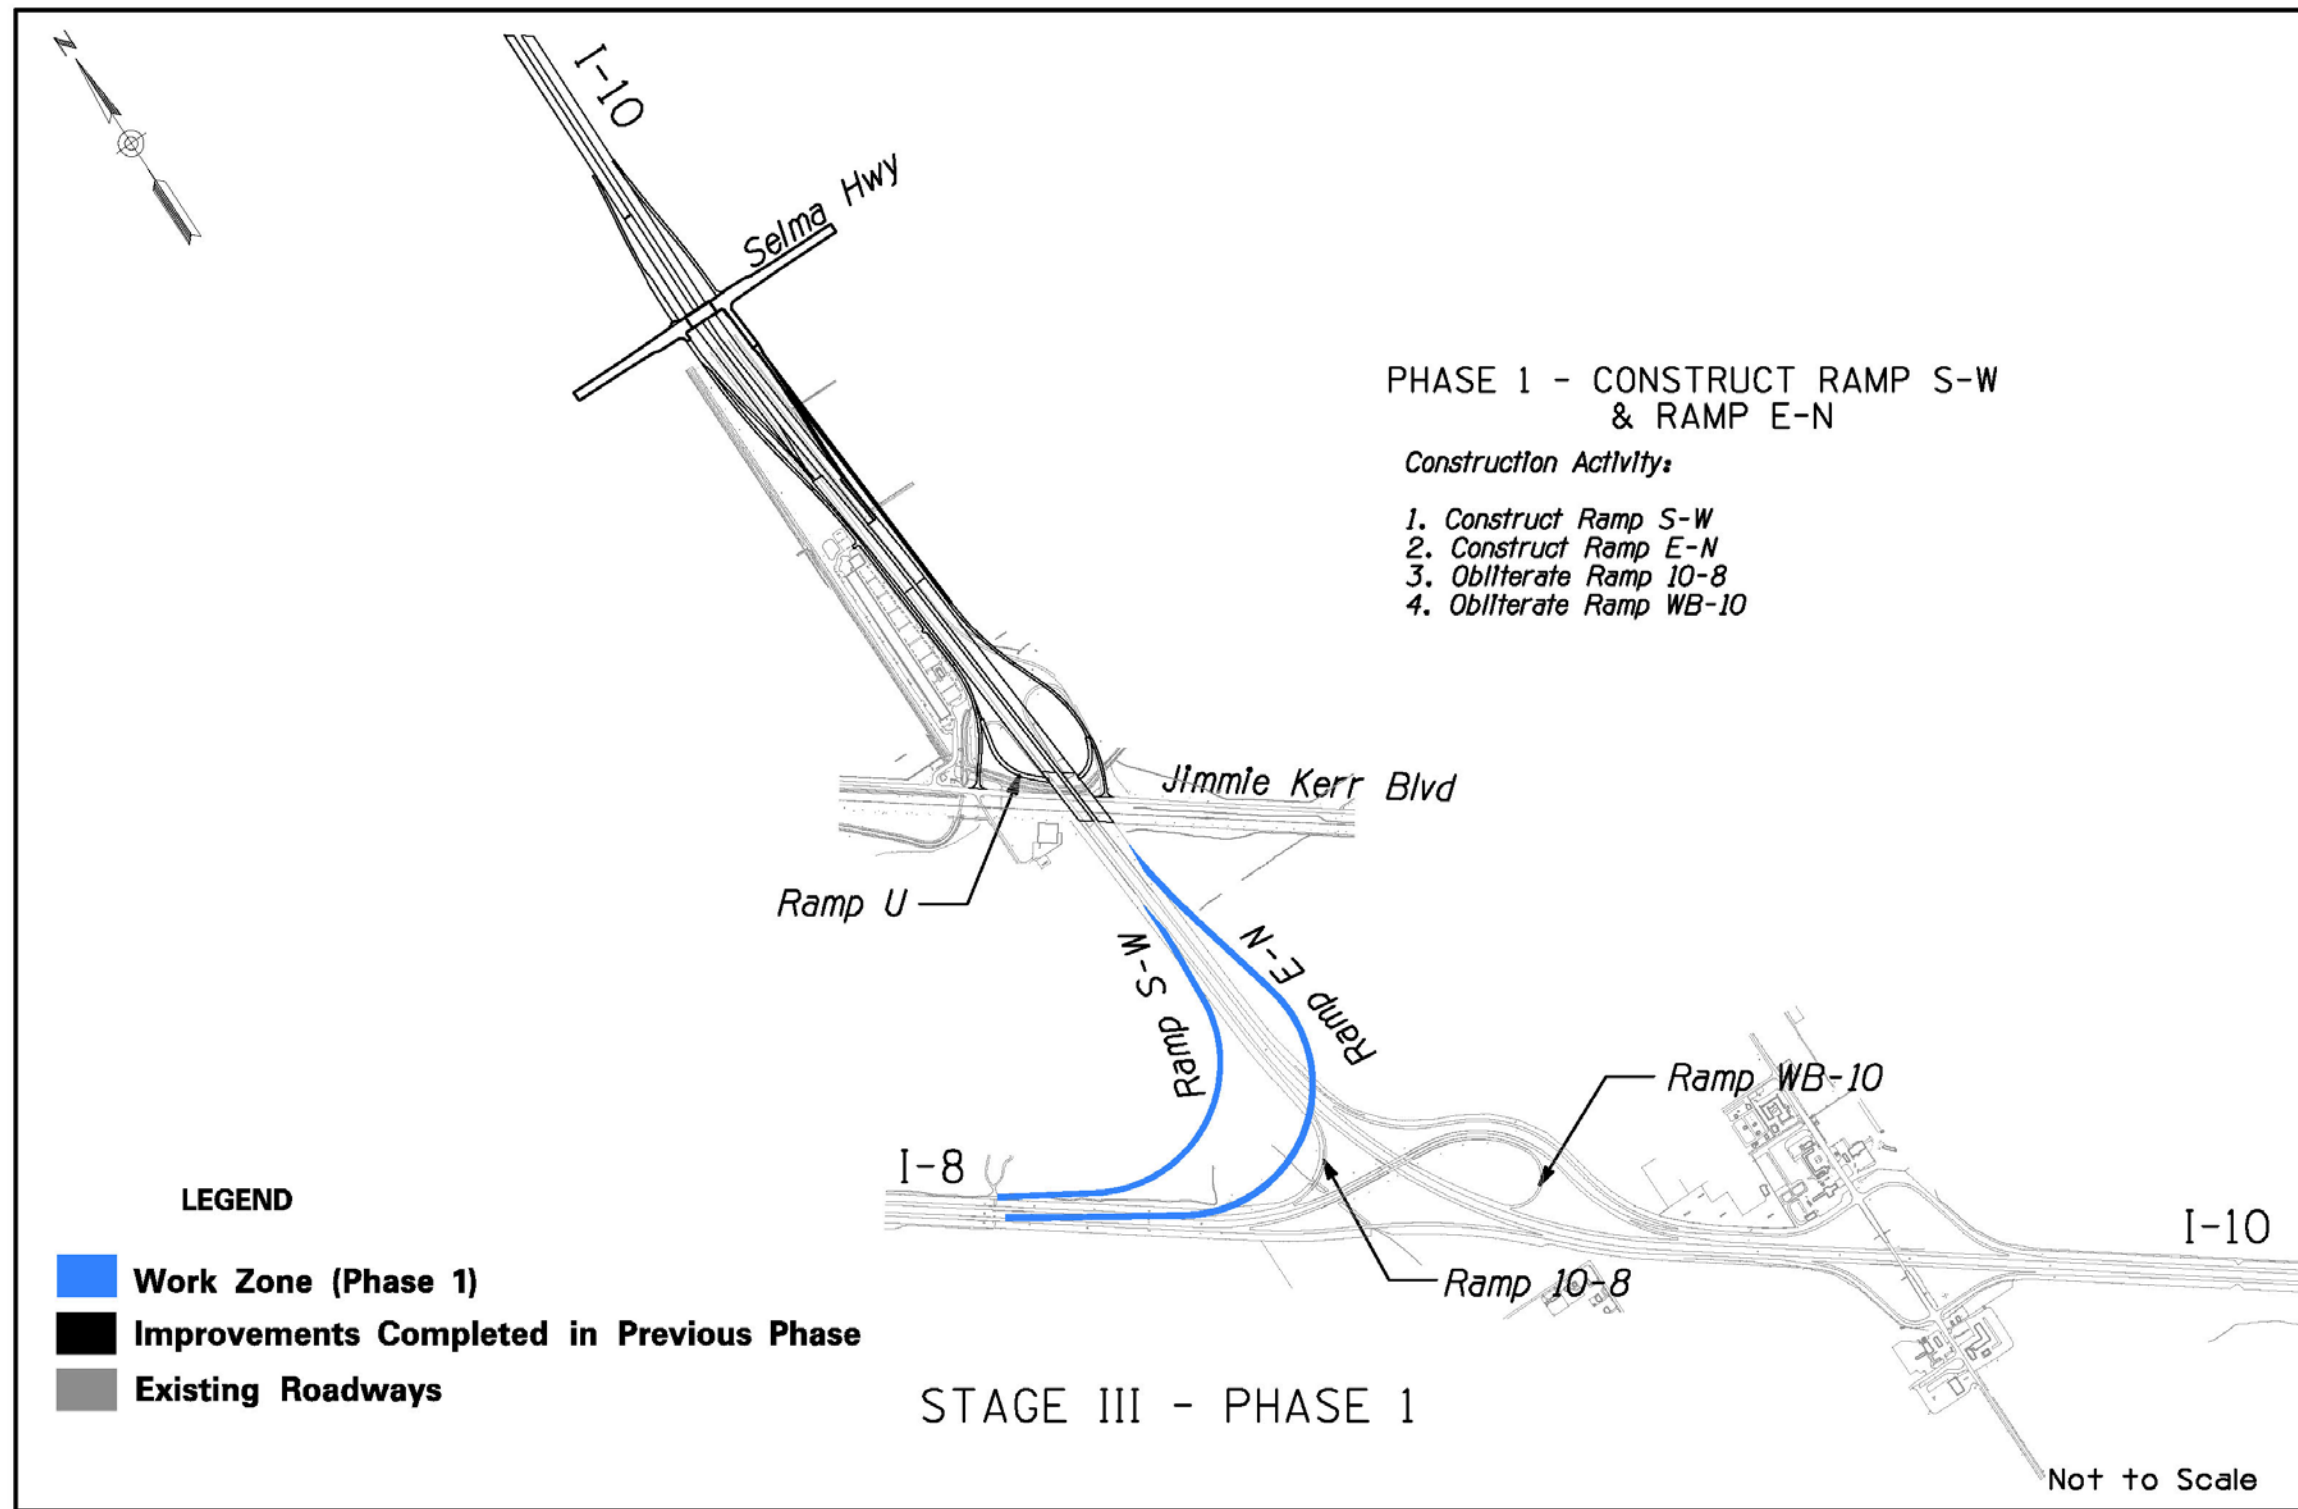 N
I-10
Selma Hwy
PHASE 1 - CONSTRUCT RAMP S-W
& RAMP E-N
Construction Activity:
1. Construct Ramp S-W
2. Construct Ramp E-N
3. Obliterate Ramp 10-8
4. Obliterate Ramp WB-10
Jimmie Kerr Blvd
Ramp U
Ramp S-W
Ramp E-N
Ramp WB-10
I-8
I-10
Ramp 10-8
LEGEND
Work Zone (Phase 1)
Improvements Completed in Previous Phase
Existing Roadways
STAGE III - PHASE 1
Not to Scale